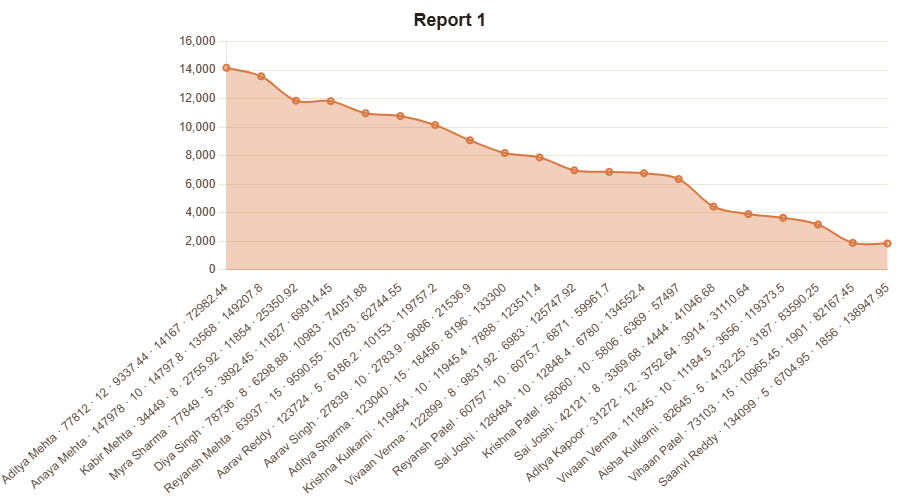 Report 1
16,000
14,000
12,000
10,000
8,000
6,000
4,000
2,000
0
Aditya Mehta · 77812 · 12 · 9337.44 · 14167 · 72982.44
Anaya Mehta · 147978 · 10 · 14797.8 · 13568 · 149207.8
Kabir Mehta · 34449 · 8 · 2755.92 · 11854 · 25350.92
Myra Sharma · 77849 · 5 · 3892.45 · 11827 · 69914.45
Diya Singh · 78736 · 8 · 6298.88 · 10983 · 74051.88
Reyansh Mehta · 63937 · 15 · 9590.55 · 10783 · 62744.55
Aarav Reddy · 123724 · 5 · 6186.2 · 10153 · 119757.2
Aarav Singh · 27839 · 10 · 2783.9 · 9086 · 21536.9
Aditya Sharma · 123040 · 15 · 18456 · 8196 · 133300
Krishna Kulkarni · 119454 · 10 · 11945.4 · 7888 · 123511.4
Vivaan Verma · 122899 · 8 · 9831.92 · 6983 · 125747.92
Reyansh Patel · 60757 · 10 · 6075.7 · 6871 · 59961.7
Sai Joshi · 128484 · 10 · 12848.4 · 6780 · 134552.4
Krishna Patel · 58060 · 10 · 5806 · 6369 · 57497
Sai Joshi · 42121 · 8 · 3369.68 · 4444 · 41046.68
Aditya Kapoor · 31272 · 12 · 3752.64 · 3914 · 31110.64
Vivaan Verma · 111845 · 10 · 11184.5 · 3656 · 119373.5
Aisha Kulkarni · 82645 · 5 · 4132.25 · 3187 · 83590.25
Vihaan Patel · 73103 · 15 · 10965.45 · 1901 · 82167.45
Saanvi Reddy · 134099 · 5 · 6704.95 · 1856 · 138947.95